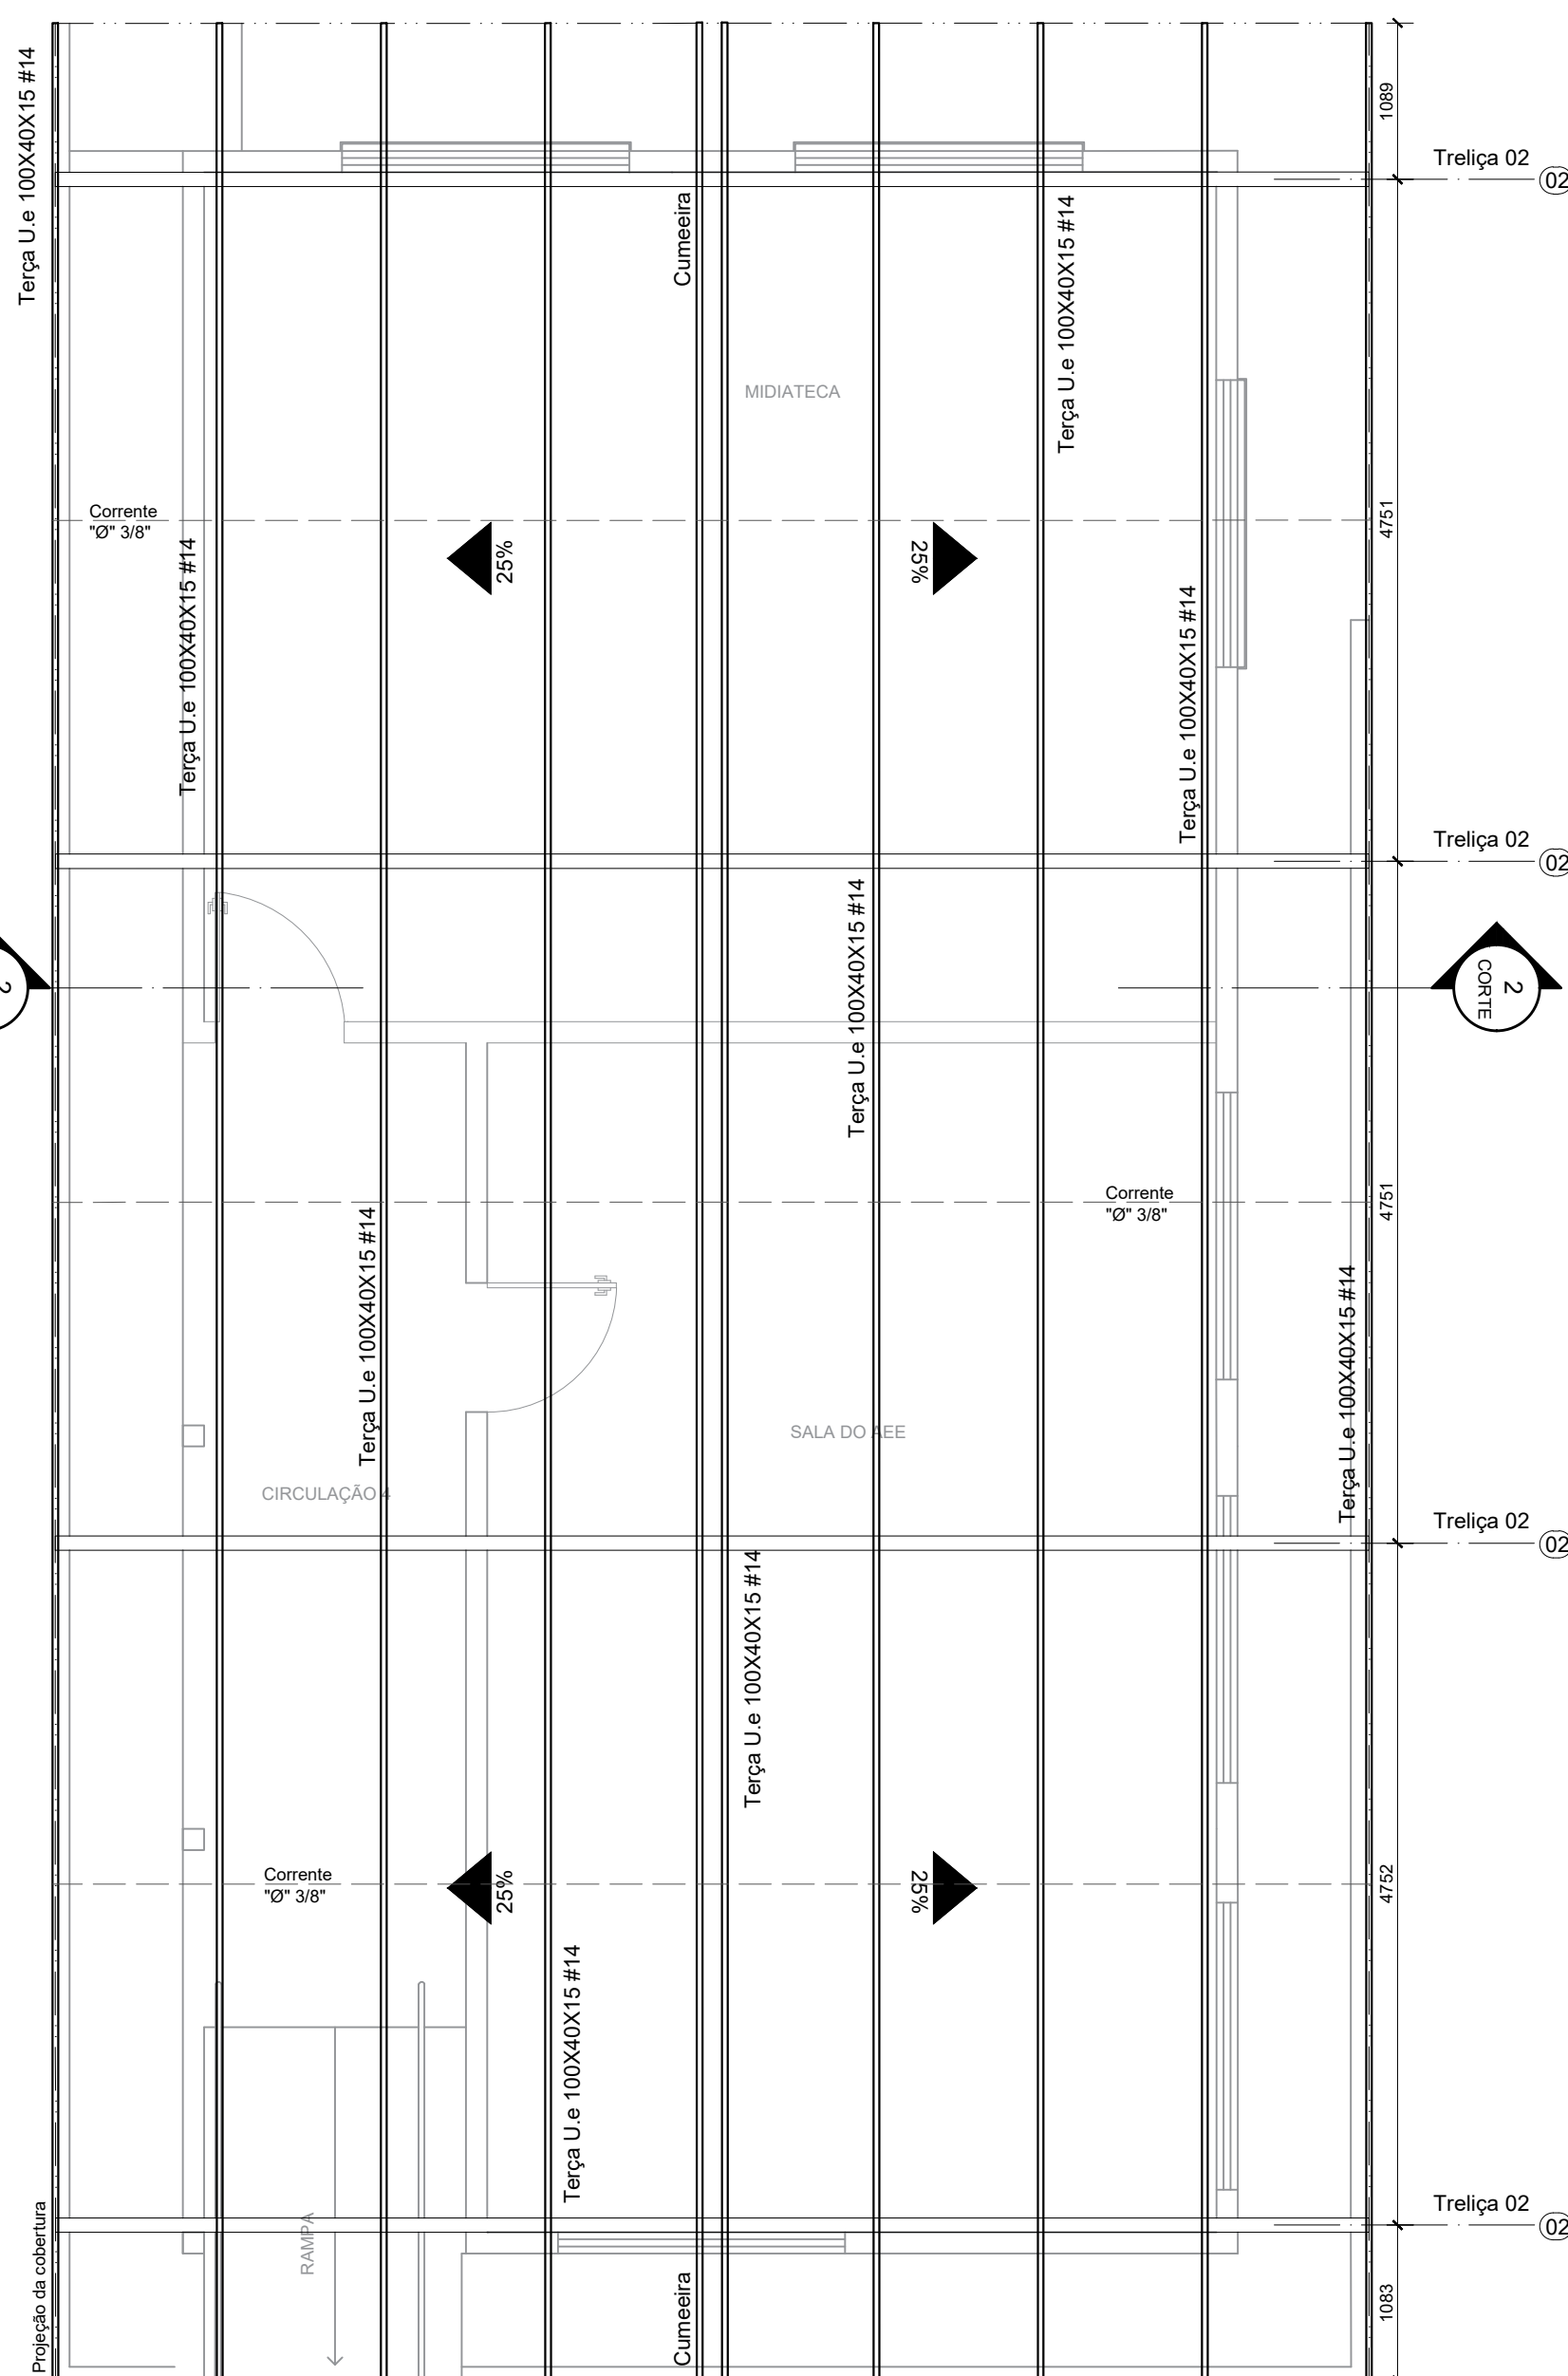 Terça U.e 100X40X15 #14
1089
Treliça 02
02
Cumeeira
Terça U.e 100X40X15 #14
MIDIATECA
Corrente
"Ø" 3/8"
4751
Terça U.e 100X40X15 #14
25%
25%
Terça U.e 100X40X15 #14
Treliça 02
02
Terça U.e 100X40X15 #14
2
2
CORTE
Corrente
"Ø" 3/8"
4751
Terça U.e 100X40X15 #14
Terça U.e 100X40X15 #14
SALA DO AEE
CIRCULAÇÃO 4
Treliça 02
02
Terça U.e 100X40X15 #14
Corrente
"Ø" 3/8"
25%
25%
4752
Terça U.e 100X40X15 #14
Treliça 02
02
RAMPA
Projeção da cobertura
Cumeeira
1083